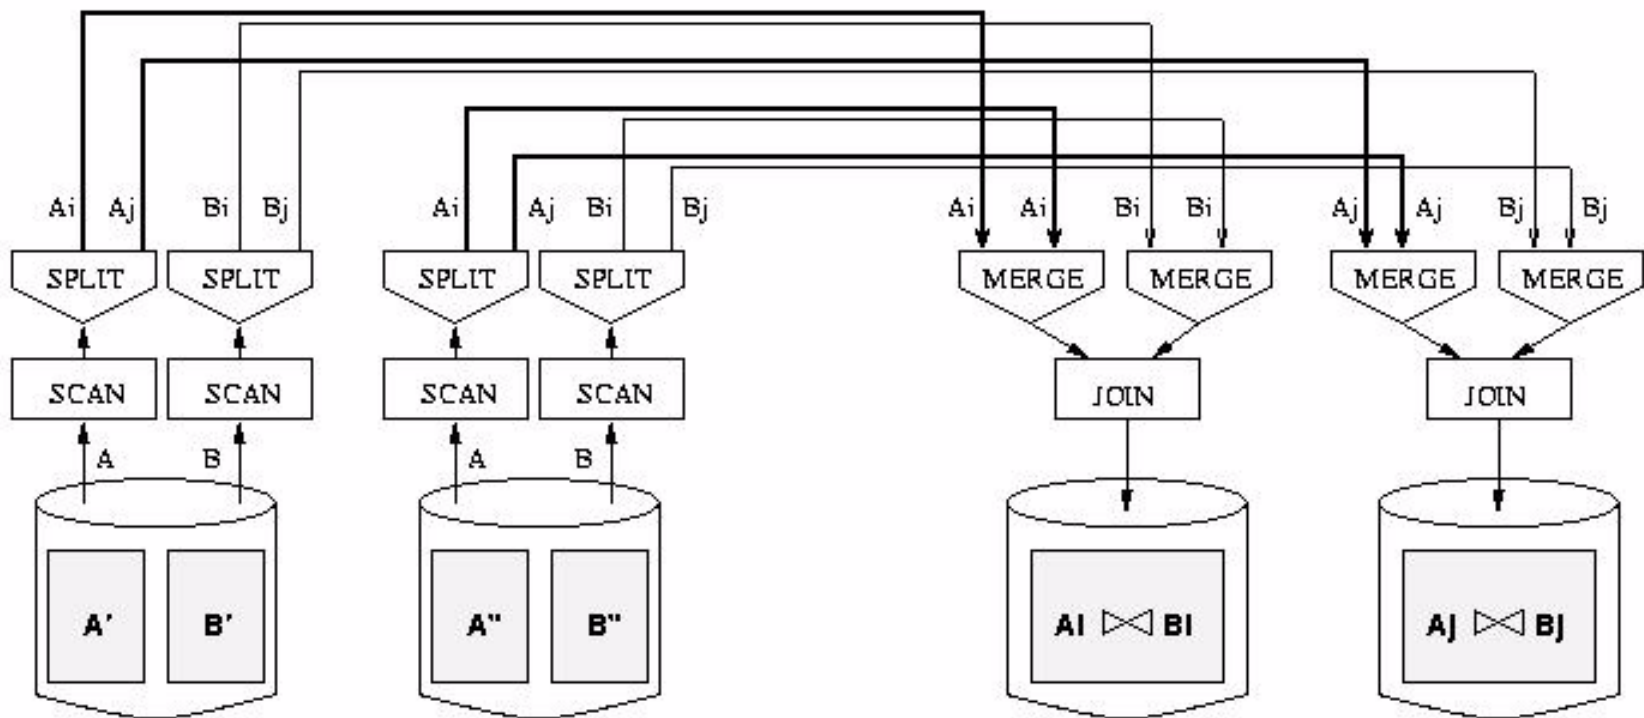 Ai Aj Bi Bj Ai Aj Bi Bj Ai Ai Bi Bi Aj Aj Bj Bj
SPLIT SPLIT SPLIT SPLIT MERGE MERGE MERGE MERGE
SCAN SCAN SCAN SCAN JOIN JOIN
A B A B
A' B' A" B" Ai ⋈ Bi Aj ⋈ Bj